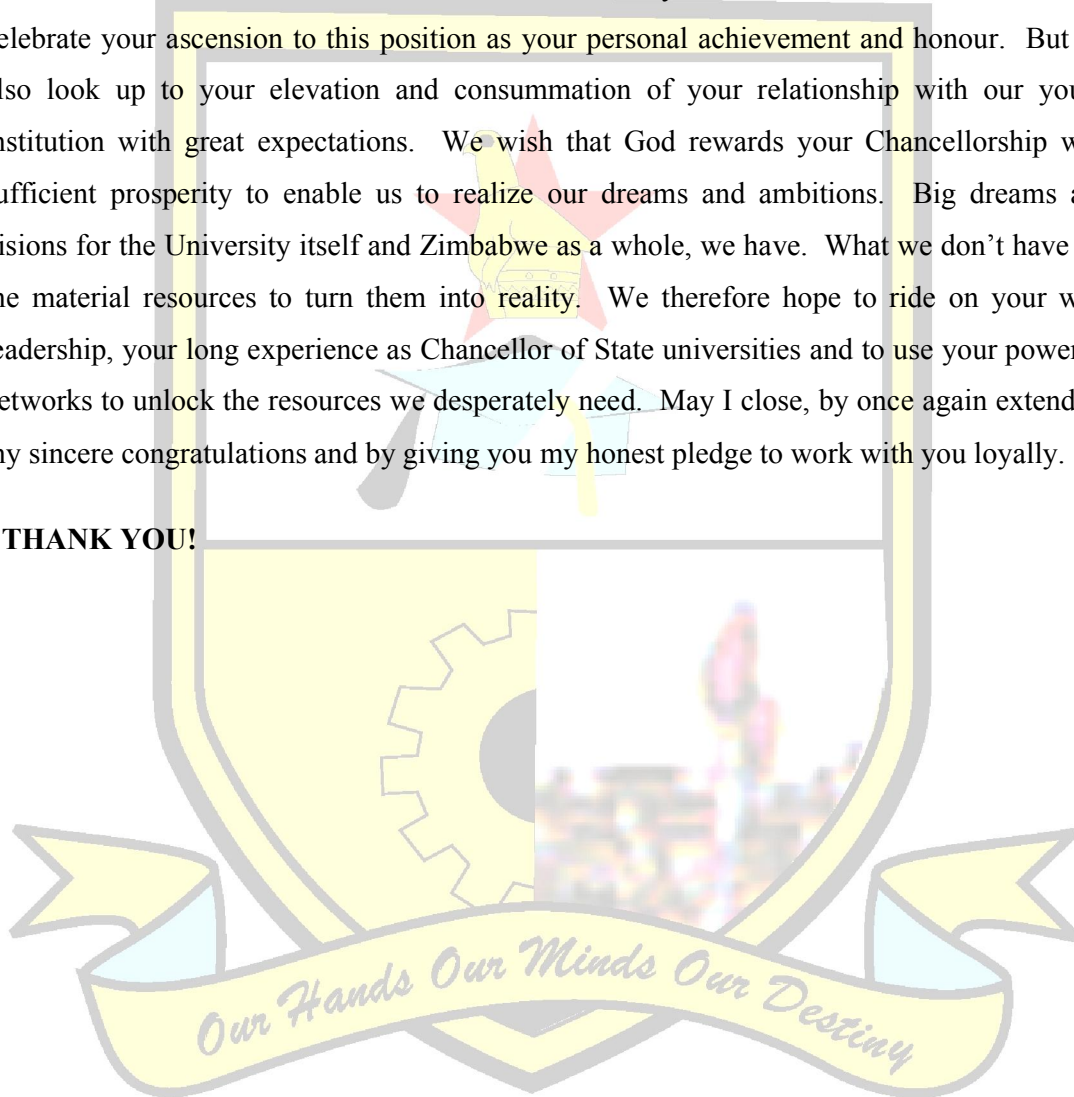 elebrate your ascension to this position as your personal achievement and honour. But
lso look up to your elevation and consummation of your relationship with our you
nstitution with great expectations. We wish that God rewards your Chancellorship w
ufficient prosperity to enable us to realize our dreams and ambitions. Big dreams a
isions for the University itself and Zimbabwe as a whole, we have. What we don't have
he material resources to turn them into reality. We therefore hope to ride on your w
eadership, your long experience as Chancellor of State universities and to use your power
etworks to unlock the resources we desperately need. May I close, by once again extend
y sincere congratulations and by giving you my honest pledge to work with you loyally.
THANK YOU!
Our Hands Our Minds Our Destiny